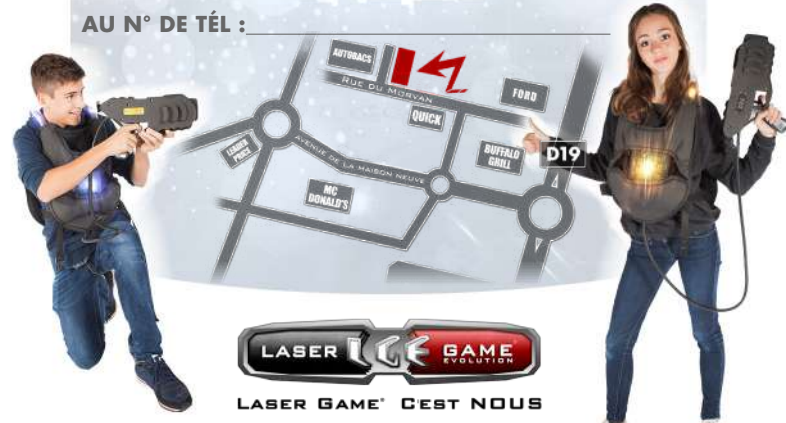 AU N° DE TÉL :
AUTOBACS
RUE DU MORVAN
FORD
QUICK
LEADER PRICE
AVENUE DE LA MAISON NEUVE
BUFFALO GRILL
D19
MC DONALD'S
LASER LGE GAME®
EVOLUTION
LASER GAME® C'EST NOUS